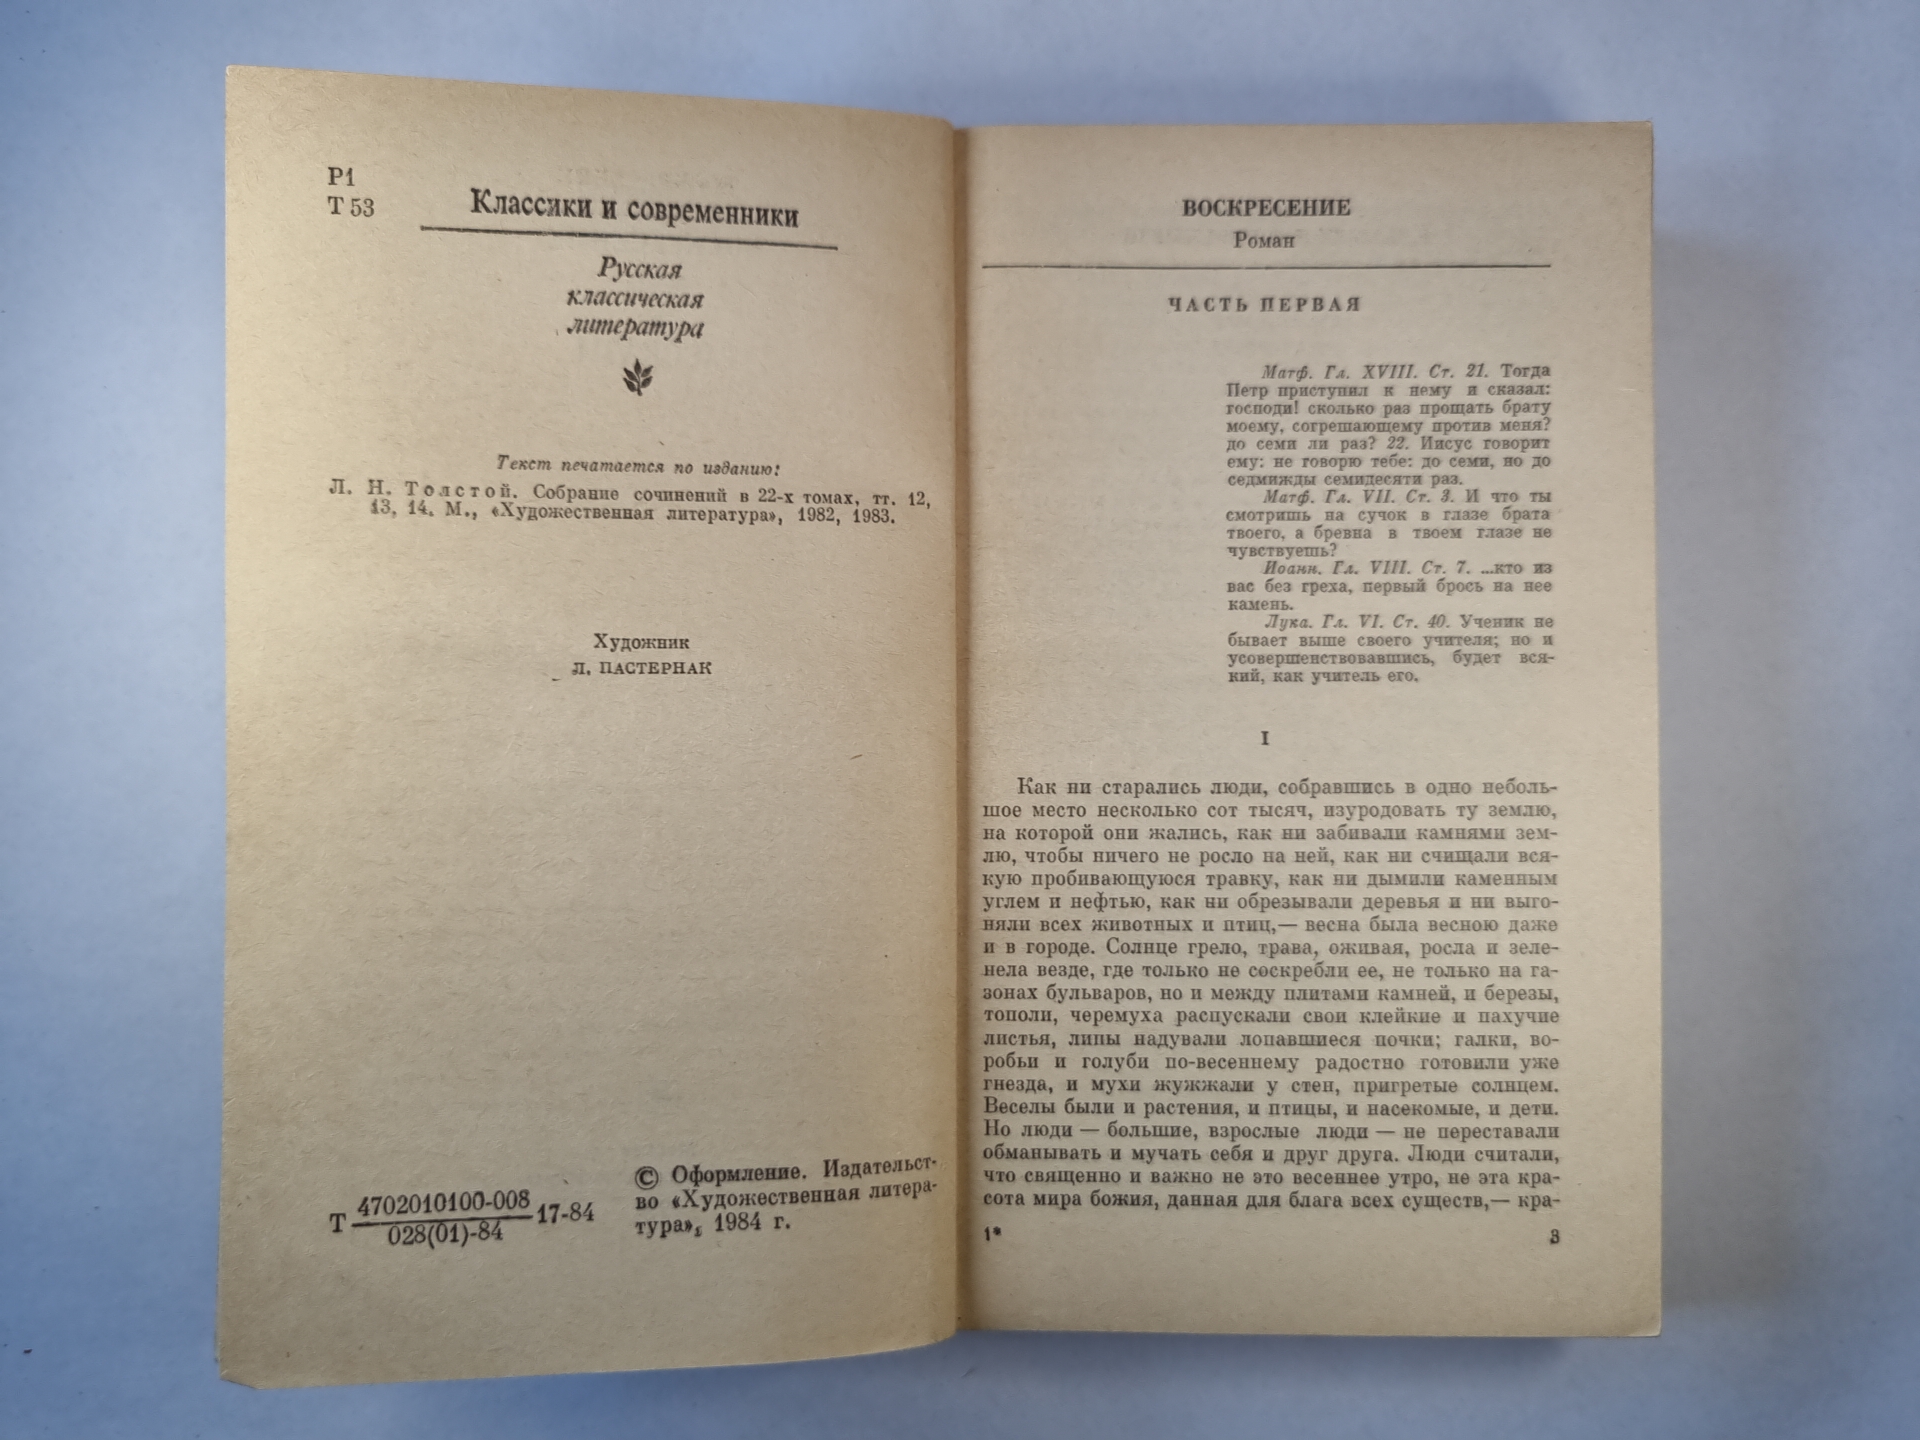 Р1
Т 53
Классики и современники
Русская
классическая
литература
Текст печатается по изданию:
Л. Н. Толстой. Собрание сочинений в 22-х томах, тт. 12,
13, 14. М., «Художественная литература», 1982, 1983.
Художник
Л. ПАСТЕРНАК
Т 4702010100-008 17-84
028(01)-84
© Оформление. Издательст-
во «Художественная литера-
тура», 1984 г.
ВОСКРЕСЕНИЕ
Роман
ЧАСТЬ ПЕРВАЯ
Матф. Гл. XVIII. Ст. 21. Тогда
Петр приступил к нему и сказал:
господи! сколько раз прощать брату
моему, согрешающему против меня?
до семи ли раз? 22. Иисус говорит
ему: не говорю тебе: до семи, но до
седмижды семидесяти раз.
Матф. Гл. VII. Ст. 3. И что ты
смотришь на сучок в глазе брата
твоего, а бревна в твоем глазе не
чувствуешь?
Иоанн. Гл. VIII. Ст. 7. ...кто из
вас без греха, первый брось на нее
камень.
Лука. Гл. VI. Ст. 40. Ученик не
бывает выше своего учителя; но и
усовершенствовавшись, будет вся-
кий, как учитель его.
I
Как ни старались люди, собравшись в одно неболь-
шое место несколько сот тысяч, изуродовать ту землю,
на которой они жались, как ни забивали камнями зем-
лю, чтобы ничего не росло на ней, как ни счищали вся-
кую пробивающуюся травку, как ни дымили каменным
углем и нефтью, как ни обрезывали деревья и ни выго-
няли всех животных и птиц,— весна была весною даже
и в городе. Солнце грело, трава, оживая, росла и зеле-
нела везде, где только не соскребли ее, не только на га-
зонах бульваров, но и между плитами камней, и березы,
тополи, черемуха распускали свои клейкие и пахучие
листья, липы надували лопавшиеся почки; галки, во-
робьи и голуби по-весеннему радостно готовили уже
гнезда, и мухи жужжали у стен, пригретые солнцем.
Веселы были и растения, и птицы, и насекомые, и дети.
Но люди — большие, взрослые люди — не переставали
обманывать и мучать себя и друг друга. Люди считали,
что священно и важно не это весеннее утро, не эта кра-
сота мира божия, данная для блага всех существ,— кра-
1*
3